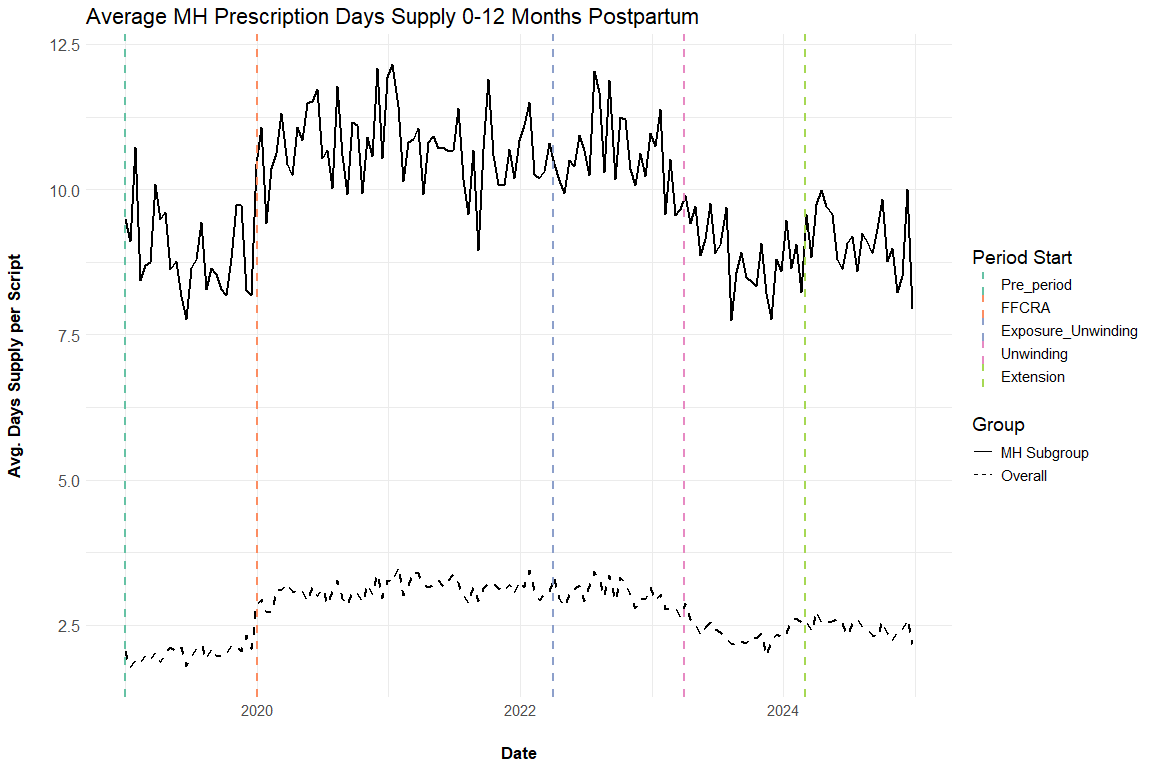 Average MH Prescription Days Supply 0-12 Months Postpartum
Avg. Days Supply per Script
12.5
10.0
7.5
5.0
2.5
2020
2022
2024
Date
Period Start
Pre_period
FFCRA
Exposure_Unwinding
Unwinding
Extension
Group
MH Subgroup
Overall